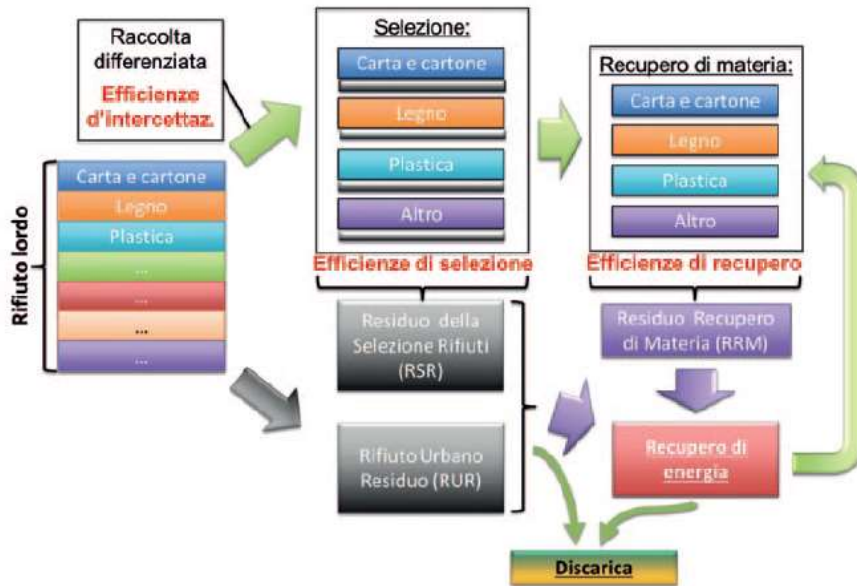 Raccolta
differenziata
Efficienze
d'intercettaz.
Selezione:
Carta e cartone
Legno
Plastica
Altro
Efficienze di selezione
Recupero di materia:
Carta e cartone
Legno
Plastica
Altro
Efficienze di recupero
Rifiuto lordo
Carta e cartone
Legno
Plastica
...
...
...
...
Residuo della
Selezione Rifiuti
(RSR)
Rifiuto Urbano
Residuo (RUR)
Residuo Recupero
di Materia (RRM)
Recupero di
energia
Discarica